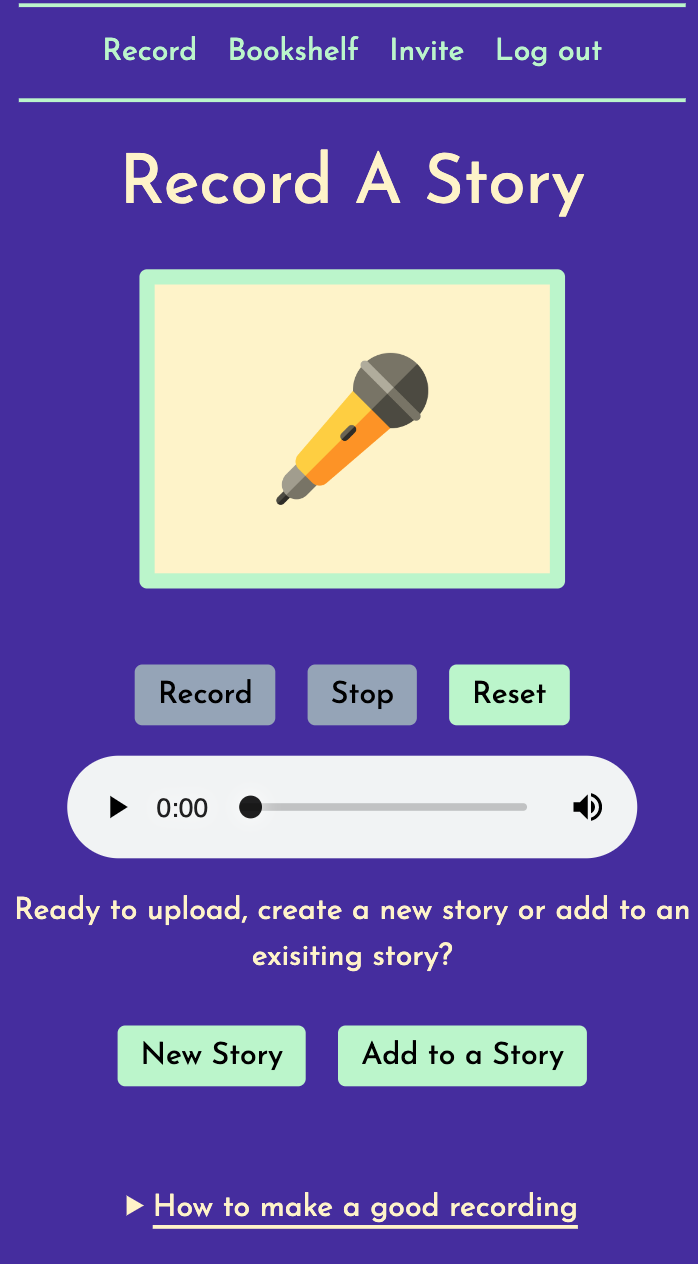 Record Bookshelf Invite Log out
Record A Story
Record Stop Reset
0:00
Ready to upload, create a new story or add to an
exisiting story?
New Story Add to a Story
How to make a good recording